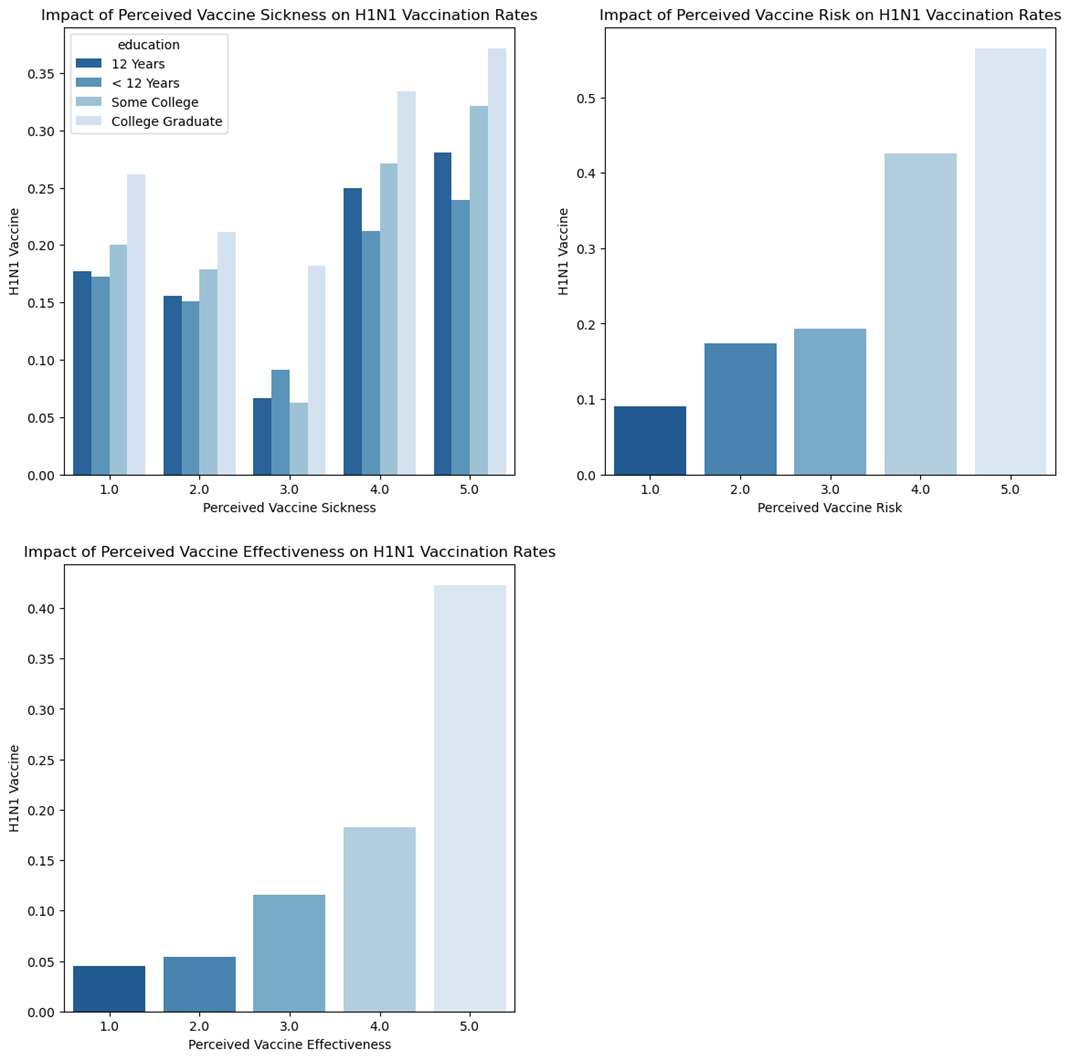 Impact of Perceived Vaccine Sickness on H1N1 Vaccination Rates
education
12 Years
< 12 Years
Some College
College Graduate
0.35
0.30
0.25
0.20
0.15
0.10
0.05
0.00
H1N1 Vaccine
1.0 2.0 3.0 4.0 5.0
Perceived Vaccine Sickness
Impact of Perceived Vaccine Risk on H1N1 Vaccination Rates
0.5
0.4
0.3
0.2
0.1
0.0
H1N1 Vaccine
1.0 2.0 3.0 4.0 5.0
Perceived Vaccine Risk
Impact of Perceived Vaccine Effectiveness on H1N1 Vaccination Rates
0.40
0.35
0.30
0.25
0.20
0.15
0.10
0.05
0.00
H1N1 Vaccine
1.0 2.0 3.0 4.0 5.0
Perceived Vaccine Effectiveness